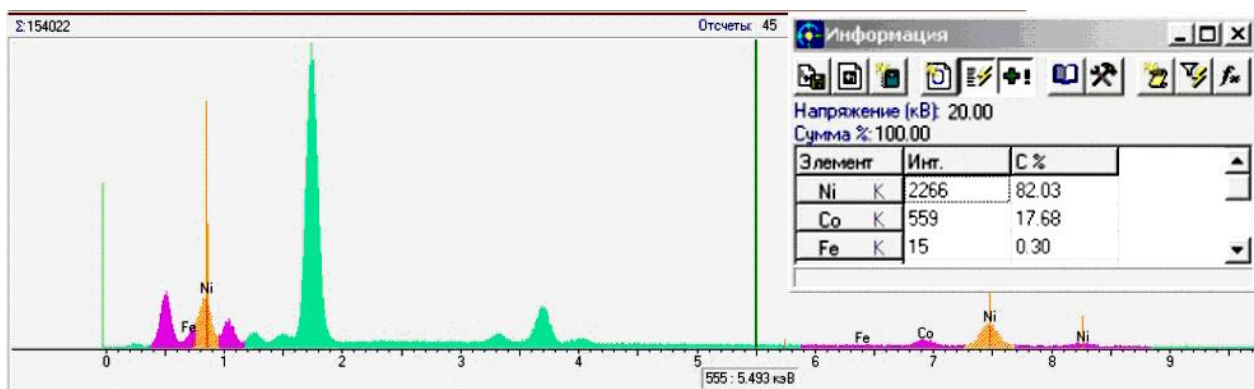 Σ:154022
Отсчеты: 45
Информация
Напряжение (кВ): 20.00
Сумма %: 100.00
Элемент Инт. C %
Ni K 2266 82.03
Co K 559 17.68
Fe K 15 0.30
Fe Ni
Fe Co Ni Ni
0 1 2 3 4 5 6 7 8 9
555 : 5.493 кэВ